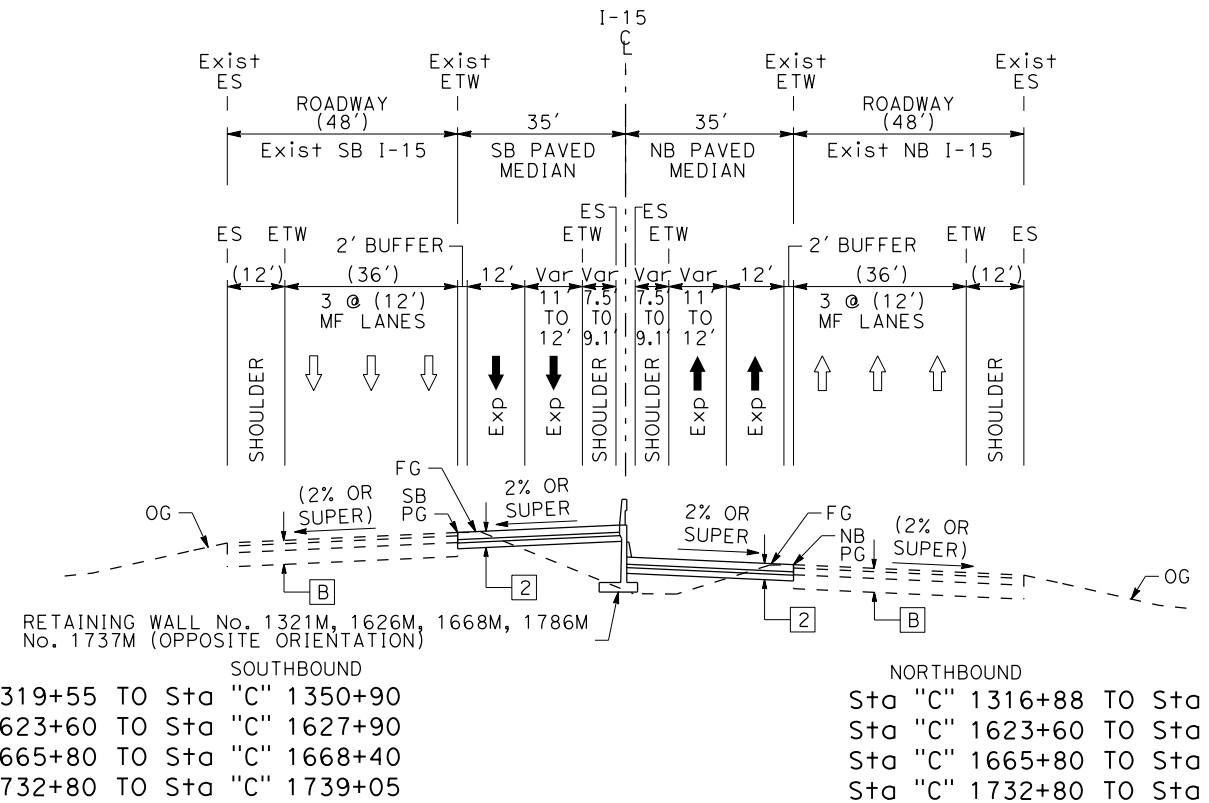 I-15
CL
Exist ES
Exist ETW
Exist ETW
Exist ES
ROADWAY
(48')
35'
35'
ROADWAY
(48')
Exist SB I-15
SB PAVED
MEDIAN
NB PAVED
MEDIAN
Exist NB I-15
ES
ES
ES
ETW
2' BUFFER
ETW
ETW
2' BUFFER
ETW
ES
(12')
(36')
12'
Var
Var
Var
Var
12'
(36')
(12')
3 @ (12')
MF LANES
11'
TO
12'
7.5'
TO
9.1'
7.5'
TO
9.1'
11'
TO
12'
3 @ (12')
MF LANES
SHOULDER
Exp
Exp
SHOULDER
SHOULDER
Exp
Exp
SHOULDER
OG
(2% OR
SUPER)
FG
SB
PG
2% OR
SUPER
2% OR
SUPER
FG
NB
PG
(2% OR
SUPER)
OG
B
2
2
B
RETAINING WALL No. 1321M, 1626M, 1668M, 1786M
No. 1737M (OPPOSITE ORIENTATION)
SOUTHBOUND
319+55 TO Sta "C" 1350+90
623+60 TO Sta "C" 1627+90
665+80 TO Sta "C" 1668+40
732+80 TO Sta "C" 1739+05
NORTHBOUND
Sta "C" 1316+88 TO Sta
Sta "C" 1623+60 TO Sta
Sta "C" 1665+80 TO Sta
Sta "C" 1732+80 TO Sta